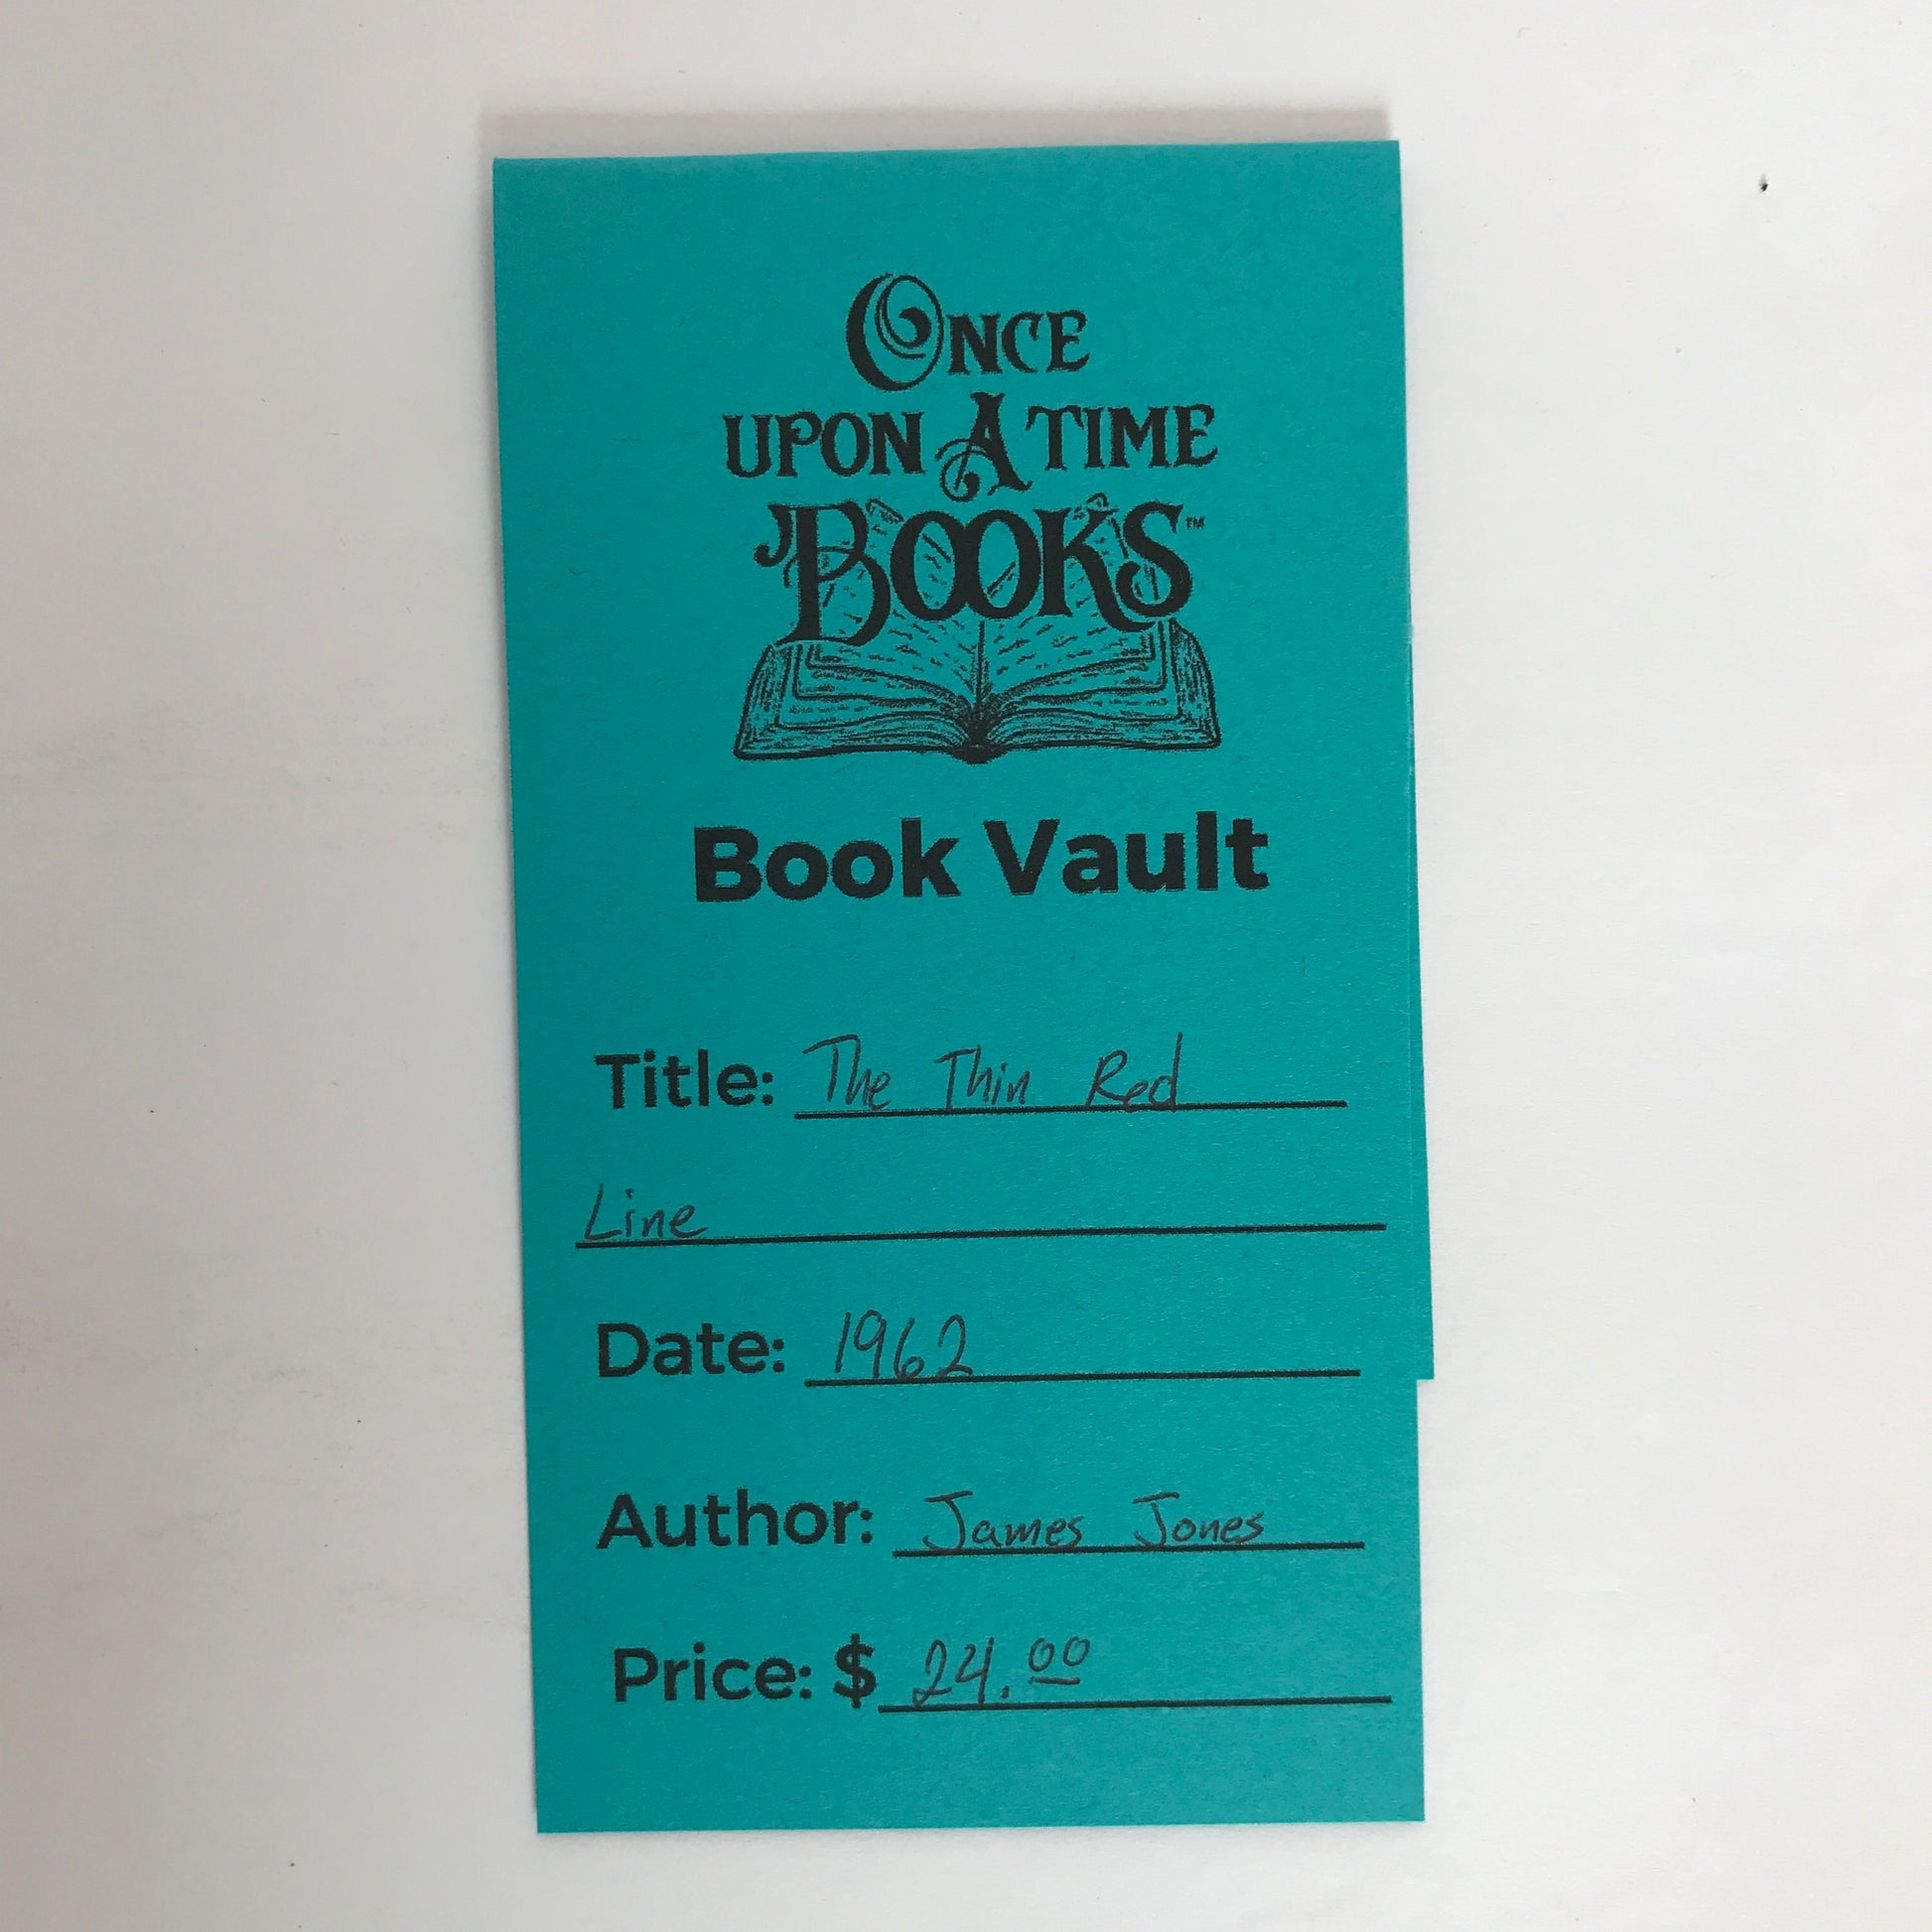 ONCE
UPON A TIME
BOOKS™
Book Vault
Title: The Thin Red
Line
Date: 1962
Author: James Jones
Price: $ 24.00